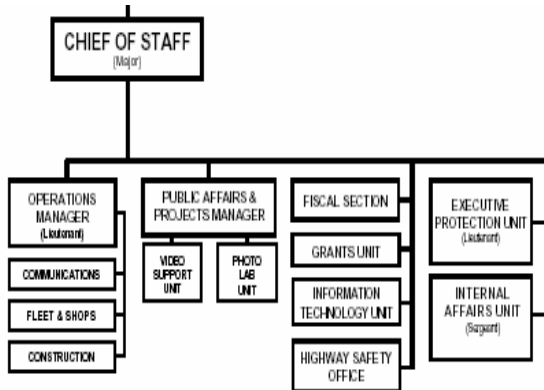 CHIEF OF STAFF
(Major)
OPERATIONS
MANAGER
(Lieutenant)
COMMUNICATIONS
FLEET & SHOPS
CONSTRUCTION
PUBLIC AFFAIRS &
PROJECTS MANAGER
VIDEO
SUPPORT
UNIT
PHOTO
LAB
UNIT
FISCAL SECTION
GRANTS UNIT
INFORMATION
TECHNOLOGY UNIT
HIGHWAY SAFETY
OFFICE
EXECUTIVE
PROTECTION UNIT
(Lieutenant)
INTERNAL
AFFAIRS UNIT
(Sergeant)